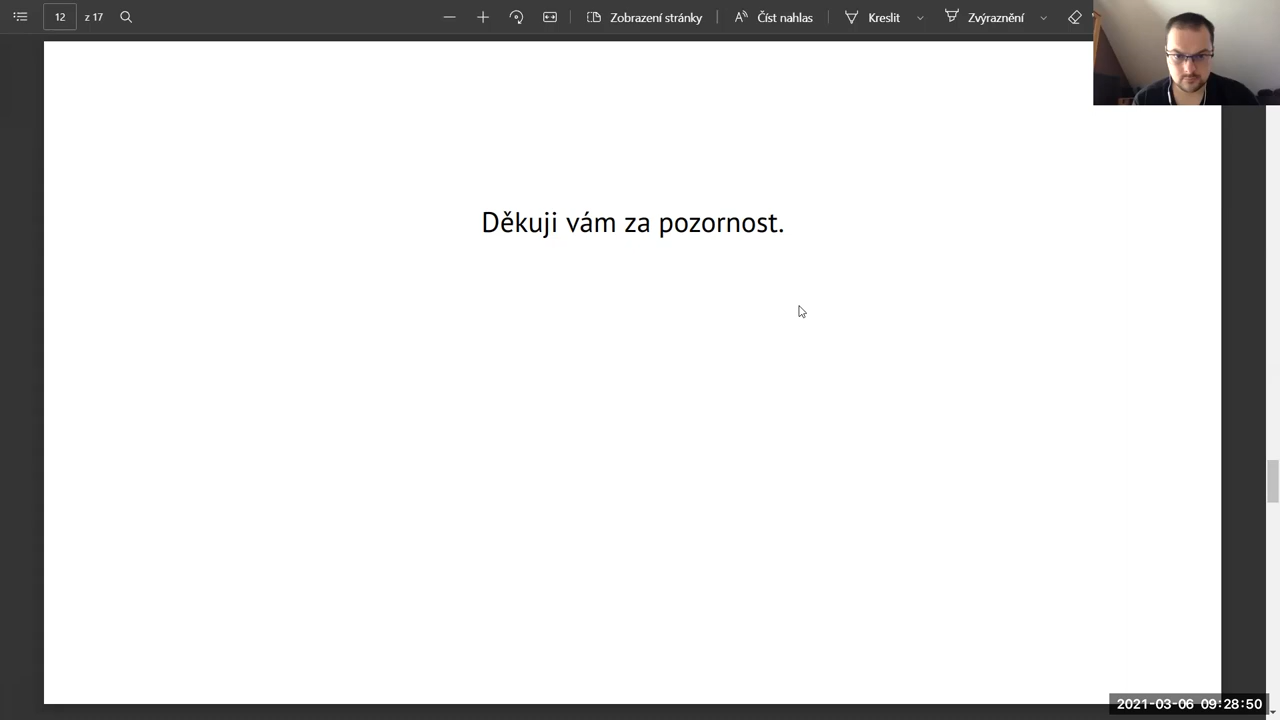 12 z 17 Zobrazení stránky Číst nahlas Kreslit Zvýraznění
Děkuji vám za pozornost.
2021-03-06 09:28:50